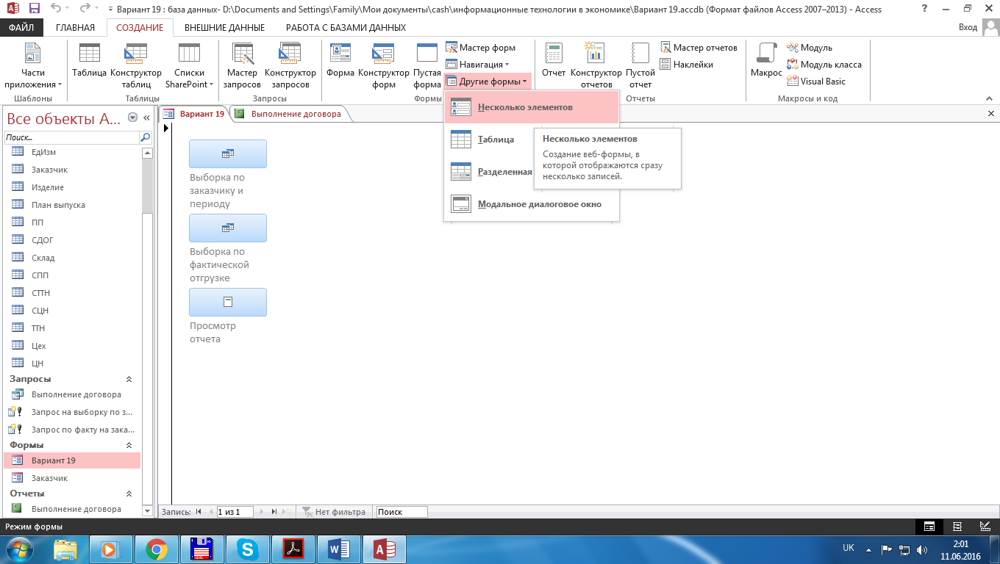 Вариант 19 : база данных- D:\Documents and Settings\Family\Мои документы\cash\информационные технологии в экономике\Вариант 19.accdb (Формат файлов Access 2007–2013) - Access
ФАЙЛ ГЛАВНАЯ СОЗДАНИЕ ВНЕШНИЕ ДАННЫЕ РАБОТА С БАЗАМИ ДАННЫХ Вход
Части приложения
Шаблоны
Таблица
Конструктор таблиц
Списки SharePoint
Таблицы
Мастер запросов
Конструктор запросов
Запросы
Форма
Конструктор форм
Пустая форма
Мастер форм
Навигация
Другие формы
Формы
Отчет
Конструктор отчетов
Пустой отчет
Мастер отчетов
Наклейки
Отчеты
Макрос
Модуль
Модуль класса
Visual Basic
Макросы и код
Несколько элементов
Таблица
Разделенная
Модальное диалоговое окно
Несколько элементов
Создание веб-формы, в
которой отображаются сразу
несколько записей.
Все объекты A...
Поиск...
ЕдИзм
Заказчик
Изделие
План выпуска
ПП
СДОГ
Склад
СПП
СТТН
СЦН
ТТН
Цех
ЦН
Запросы
Выполнение договора
Запрос на выборку по з...
Запрос по факту на зака...
Формы
Вариант 19
Заказчик
Отчеты
Выполнение договора
Вариант 19
Выполнение договора
Выборка по
заказчику и
периоду
Выборка по
фактической
отгрузке
Просмотр
отчета
Запись: 1 из 1 Нет фильтра Поиск
Режим формы
UK
2:01
11.06.2016